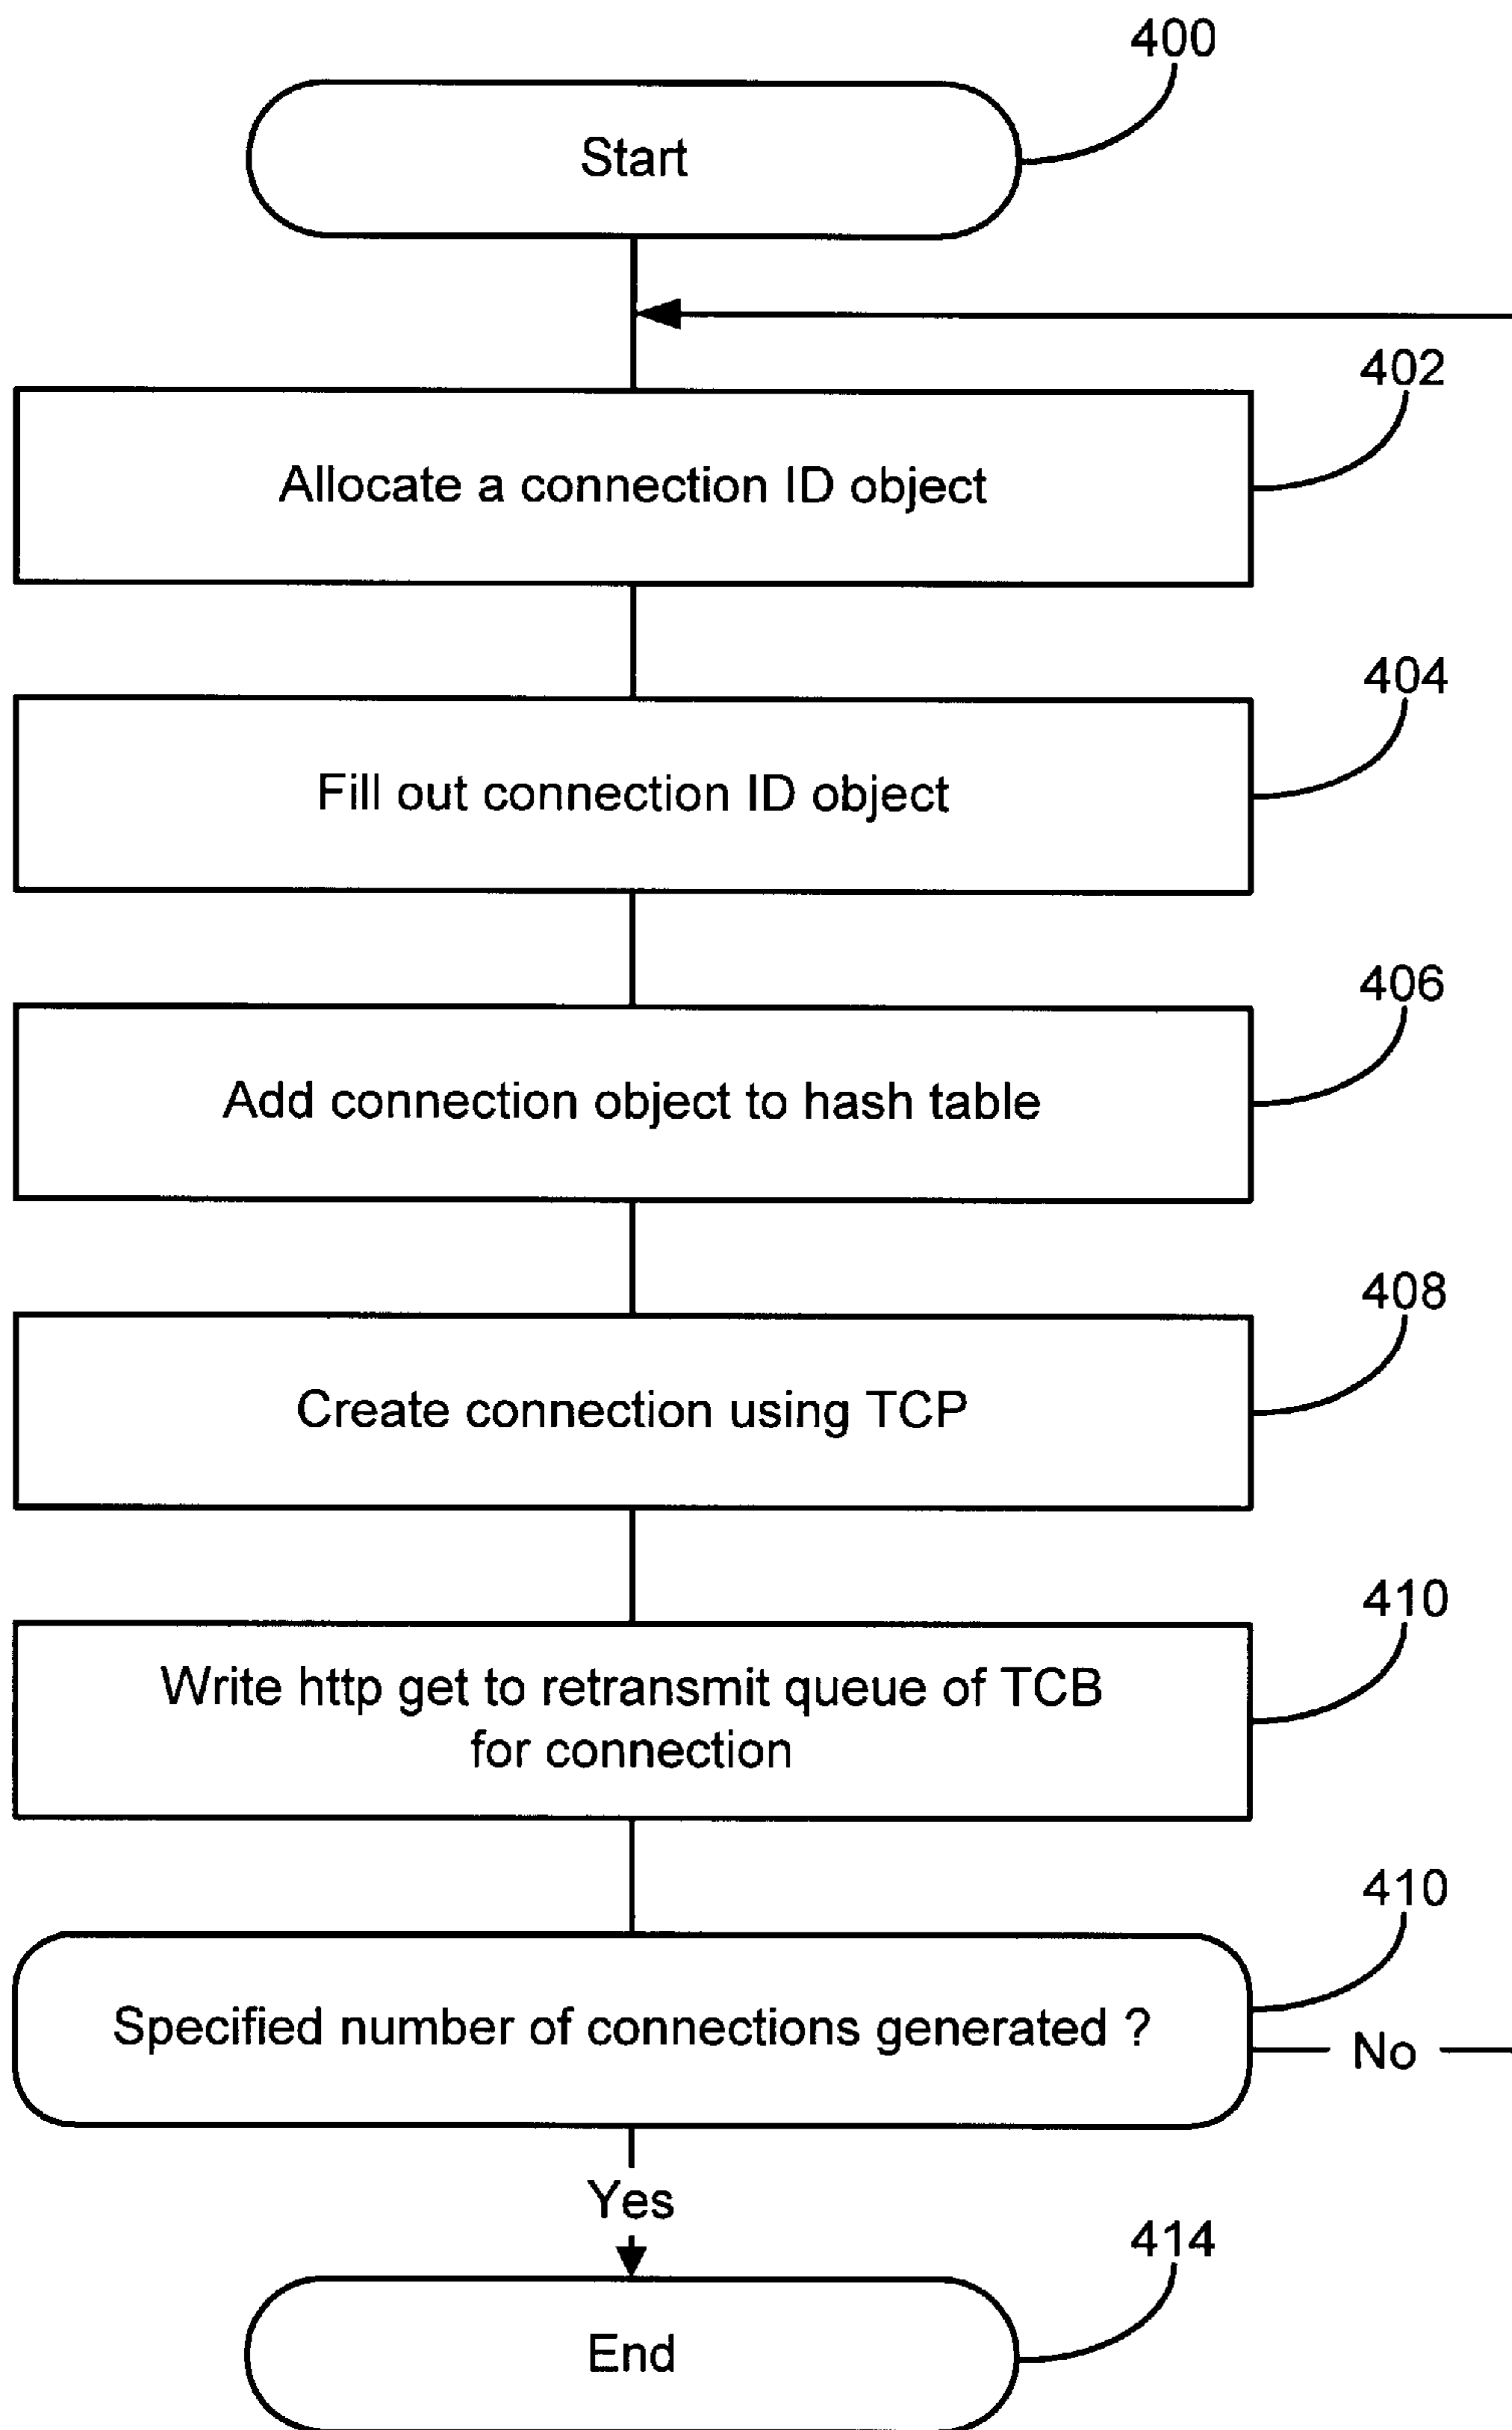 400
Start
402
Allocate a connection ID object
404
Fill out connection ID object
406
Add connection object to hash table
408
Create connection using TCP
410
Write http get to retransmit queue of TCB
for connection
410
Specified number of connections generated ?
No
Yes
414
End